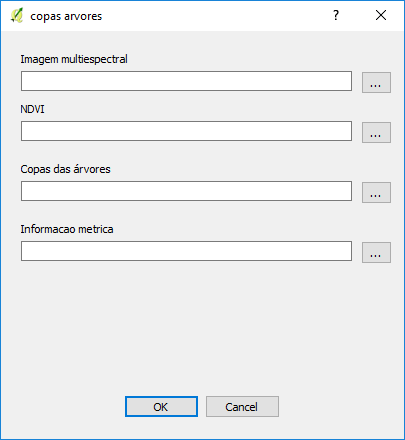 copas arvores
?
Imagem multiespectral
...
NDVI
...
Copas das árvores
...
Informacao metrica
...
OK
Cancel